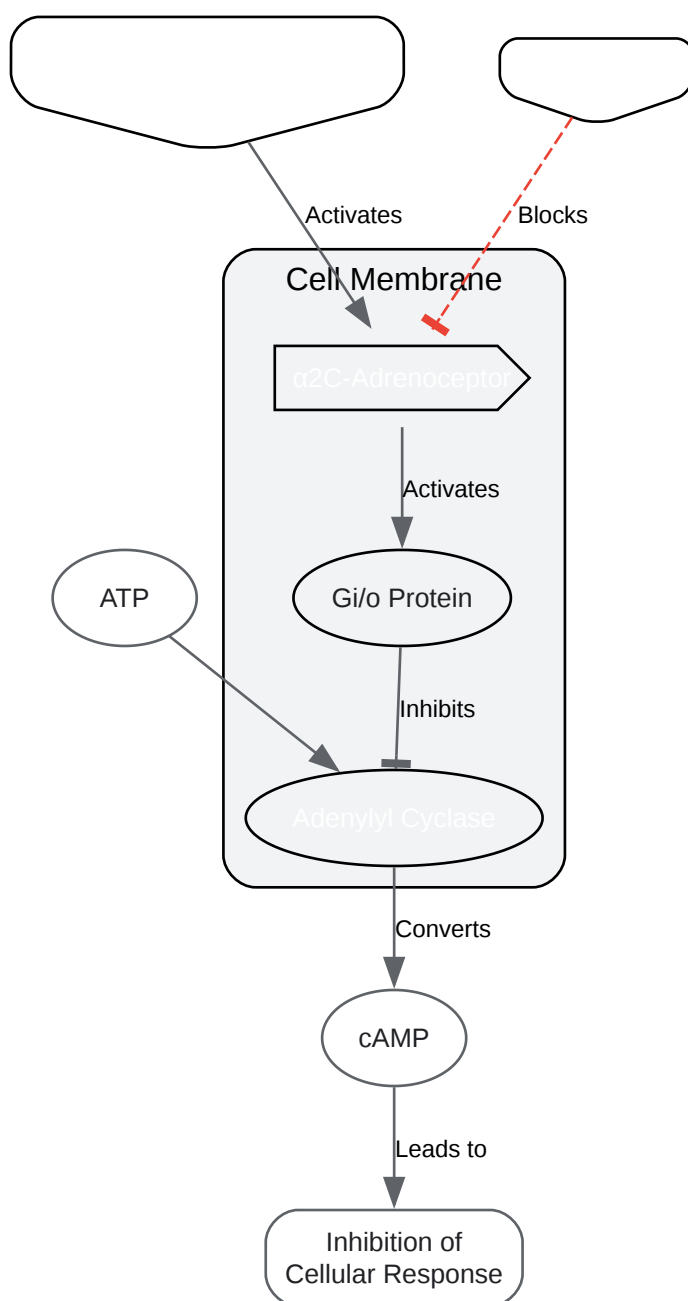 Activates
Blocks
Cell Membrane
α2C-Adrenoceptor
Activates
ATP
Gi/o Protein
Inhibits
Adenylyl Cyclase
Converts
cAMP
Leads to
Inhibition of
Cellular Response